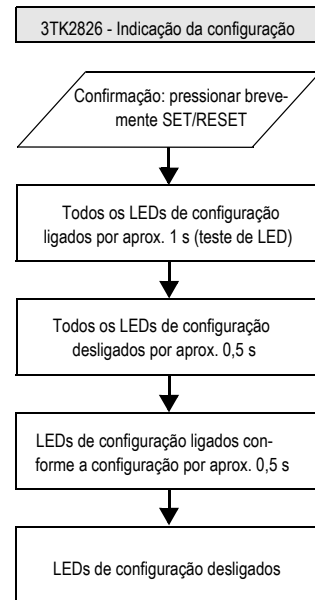 3TK2826 - Indicação da configuração
Confirmação: pressionar breve-
mente SET/RESET
Todos os LEDs de configuração
ligados por aprox. 1 s (teste de LED)
Todos os LEDs de configuração
desligados por aprox. 0,5 s
LEDs de configuração ligados con-
forme a configuração por aprox. 0,5 s
LEDs de configuração desligados